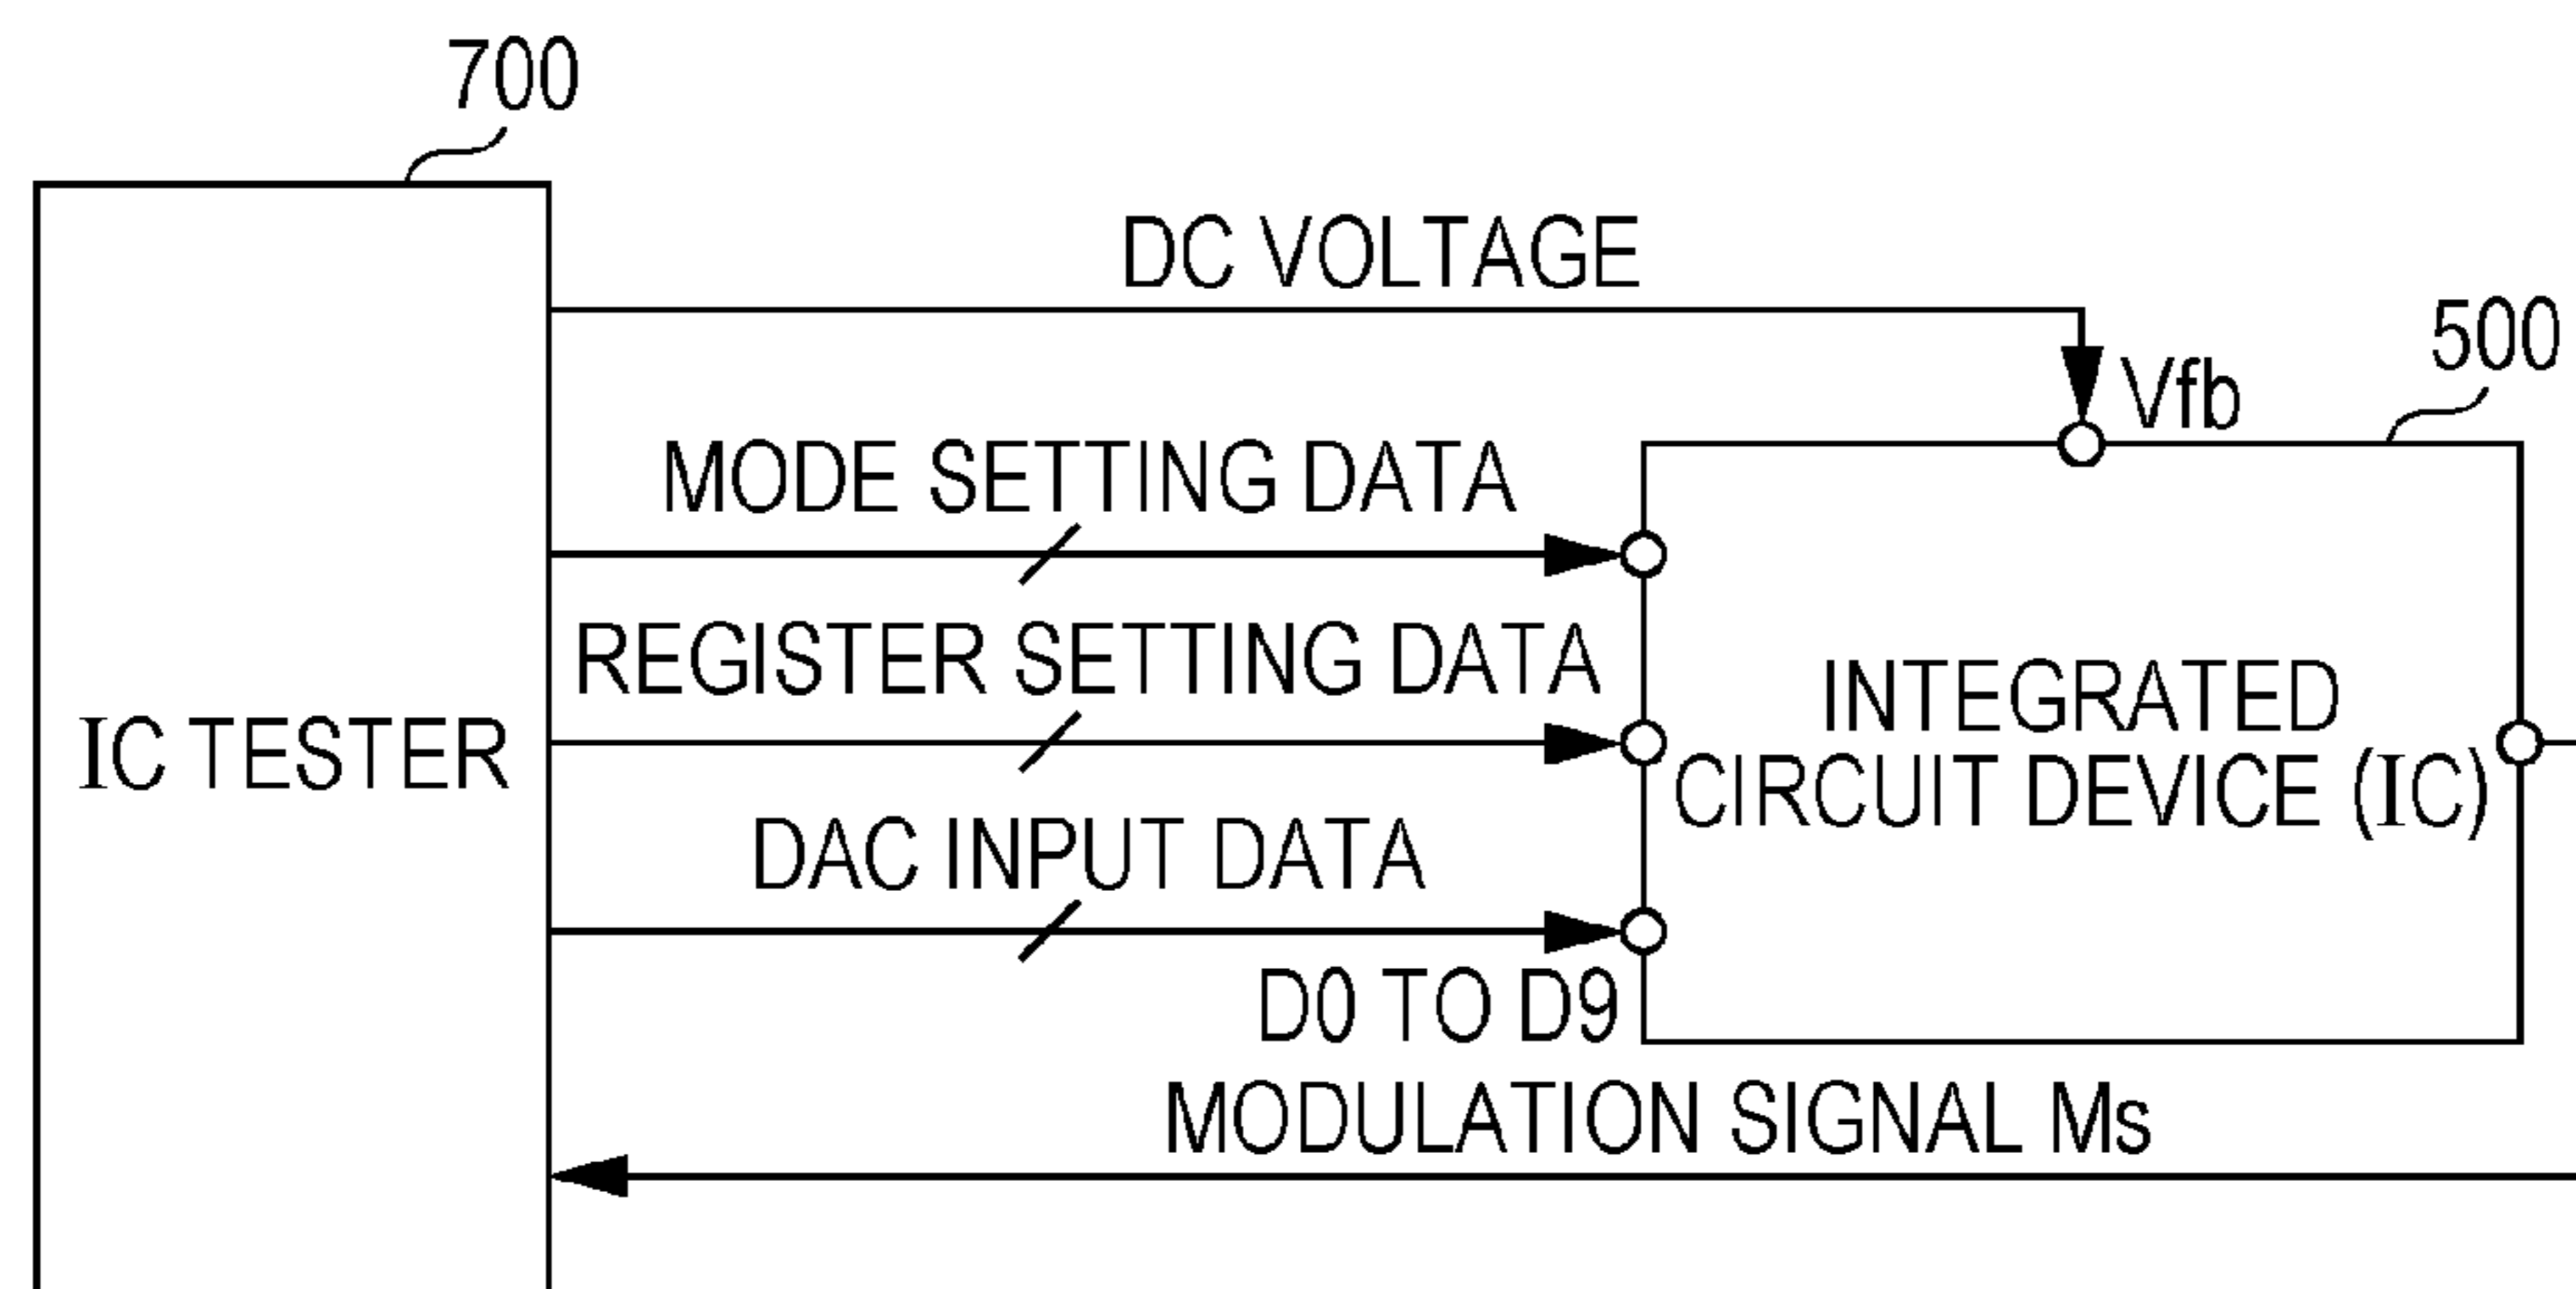 700
DC VOLTAGE
500
Vfb
MODE SETTING DATA
REGISTER SETTING DATA
IC TESTER
INTEGRATED
CIRCUIT DEVICE (IC)
DAC INPUT DATA
D0 TO D9
MODULATION SIGNAL Ms